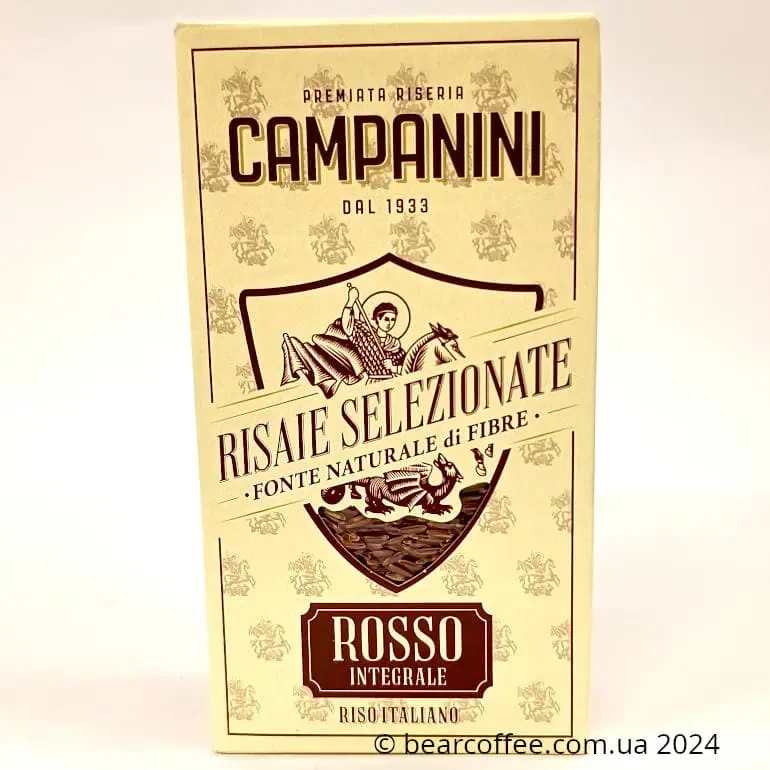 PREMIATA RISERIA
CAMPANINI
DAL 1933
RISAIE SELEZIONATE
·FONTE NATURALE di FIBRE·
ROSSO
INTEGRALE
RISO ITALIANO
© bearcoffee.com.ua 2024